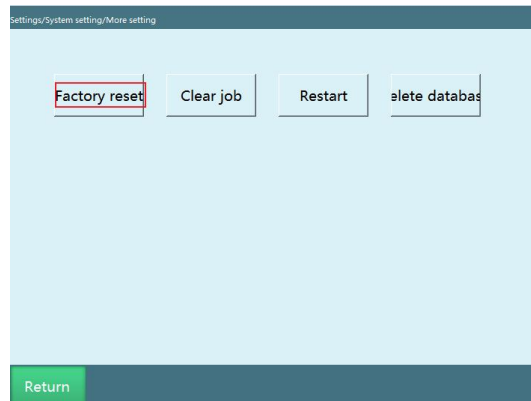 Settings/System setting/More setting
Factory reset
Clear job
Restart
elete databas
Return